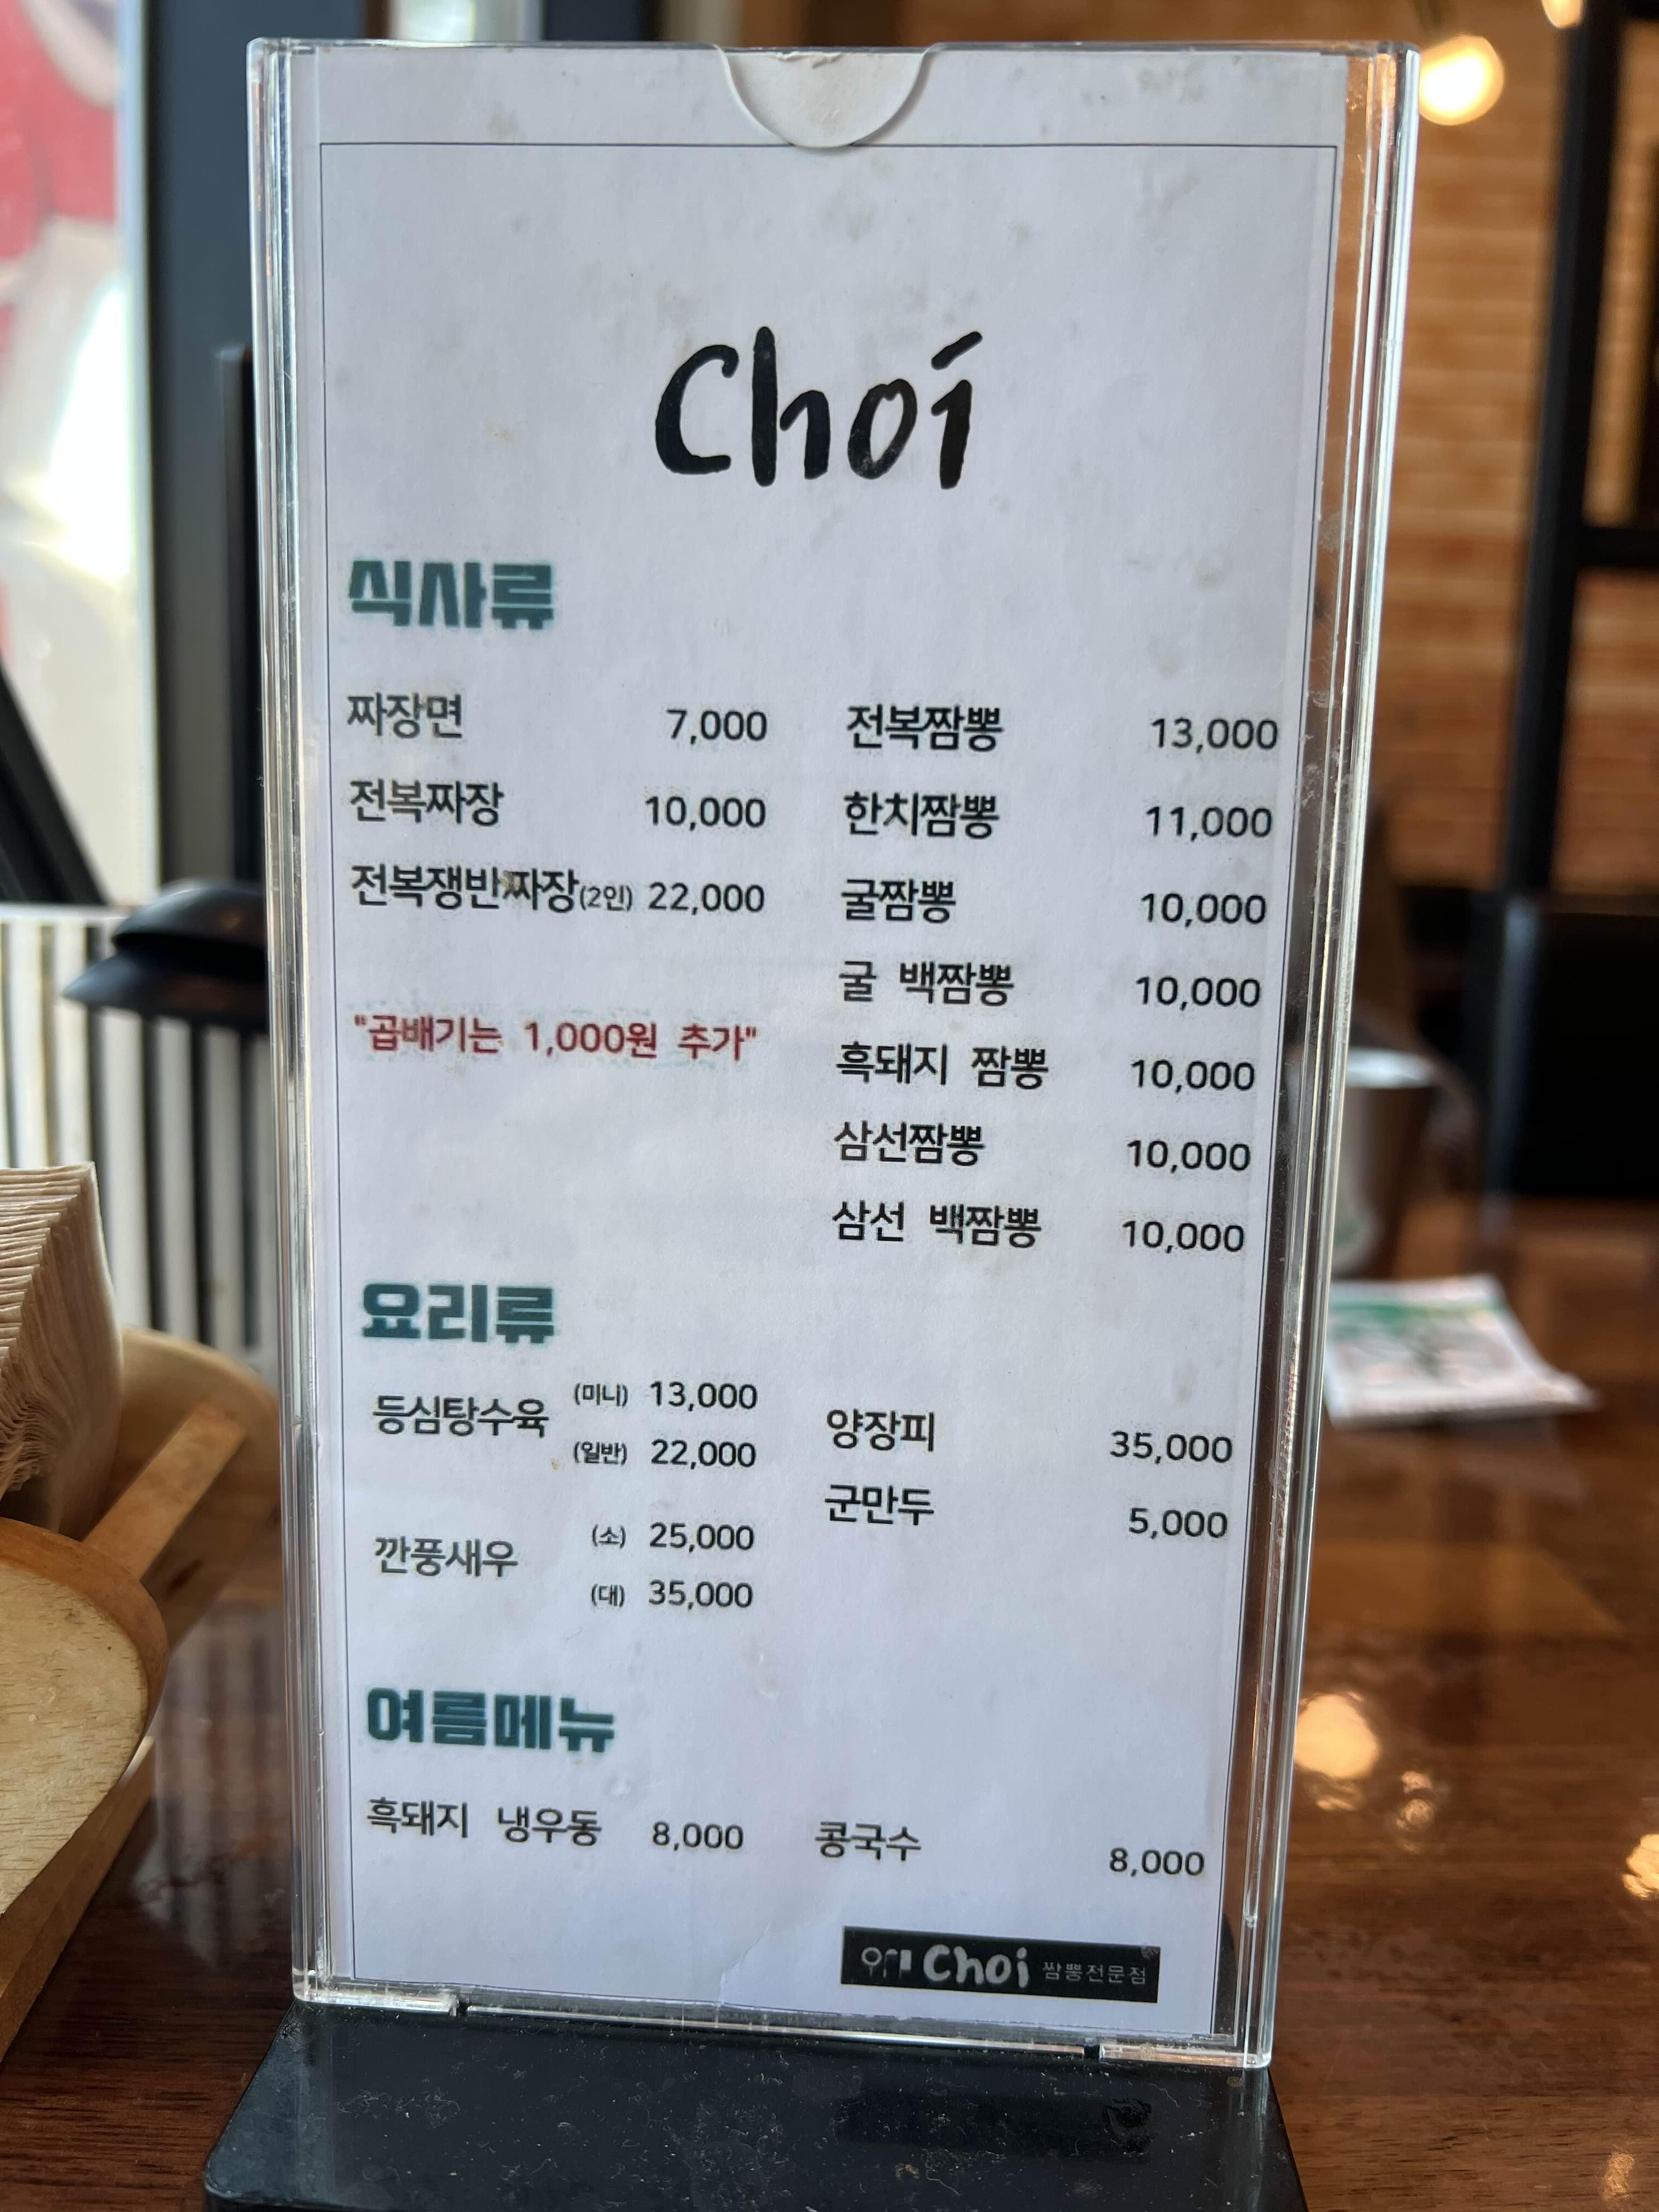 Choi
식사류
짜장면 7,000
전복짜장 10,000
전복쟁반짜장(2인) 22,000
"곱배기는 1,000원 추가"
전복짬뽕 13,000
한치짬뽕 11,000
굴짬뽕 10,000
굴 백짬뽕 10,000
흑돼지 짬뽕 10,000
삼선짬뽕 10,000
삼선 백짬뽕 10,000
요리류
등심탕수육 (미니) 13,000
(일반) 22,000
깐풍새우 (소) 25,000
(대) 35,000
양장피 35,000
군만두 5,000
여름메뉴
흑돼지 냉우동 8,000
콩국수 8,000
Choi 짬뽕전문점